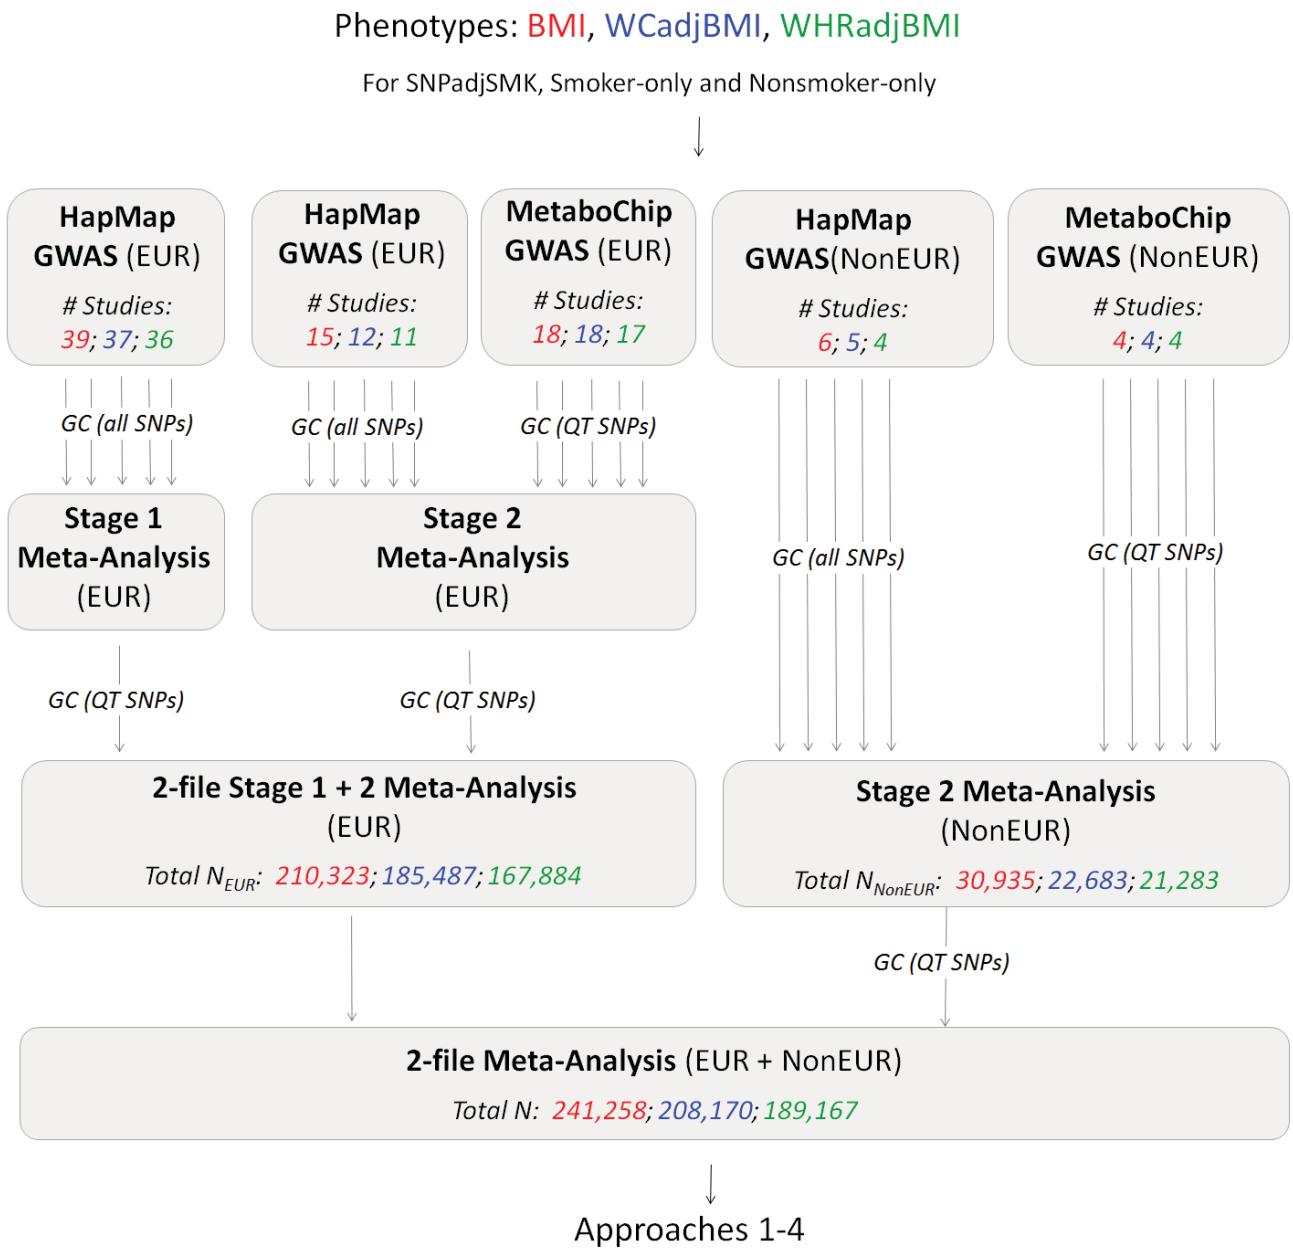 Phenotypes: BMI, WCadjBMI, WHRadjBMI
For SNPadjSMK, Smoker-only and Nonsmoker-only
HapMap
GWAS (EUR)
# Studies:
39; 37; 36
HapMap
GWAS (EUR)
# Studies:
15; 12; 11
MetaboChip
GWAS (EUR)
# Studies:
18; 18; 17
HapMap
GWAS(NonEUR)
# Studies:
6; 5; 4
MetaboChip
GWAS (NonEUR)
# Studies:
4; 4; 4
GC (all SNPs)
GC (all SNPs)
GC (QT SNPs)
GC (all SNPs)
GC (QT SNPs)
Stage 1
Meta-Analysis
(EUR)
Stage 2
Meta-Analysis
(EUR)
GC (QT SNPs)
GC (QT SNPs)
2-file Stage 1 + 2 Meta-Analysis
(EUR)
Total NEUR: 210,323; 185,487; 167,884
Stage 2 Meta-Analysis
(NonEUR)
Total NNonEUR: 30,935; 22,683; 21,283
GC (QT SNPs)
2-file Meta-Analysis (EUR + NonEUR)
Total N: 241,258; 208,170; 189,167
Approaches 1-4